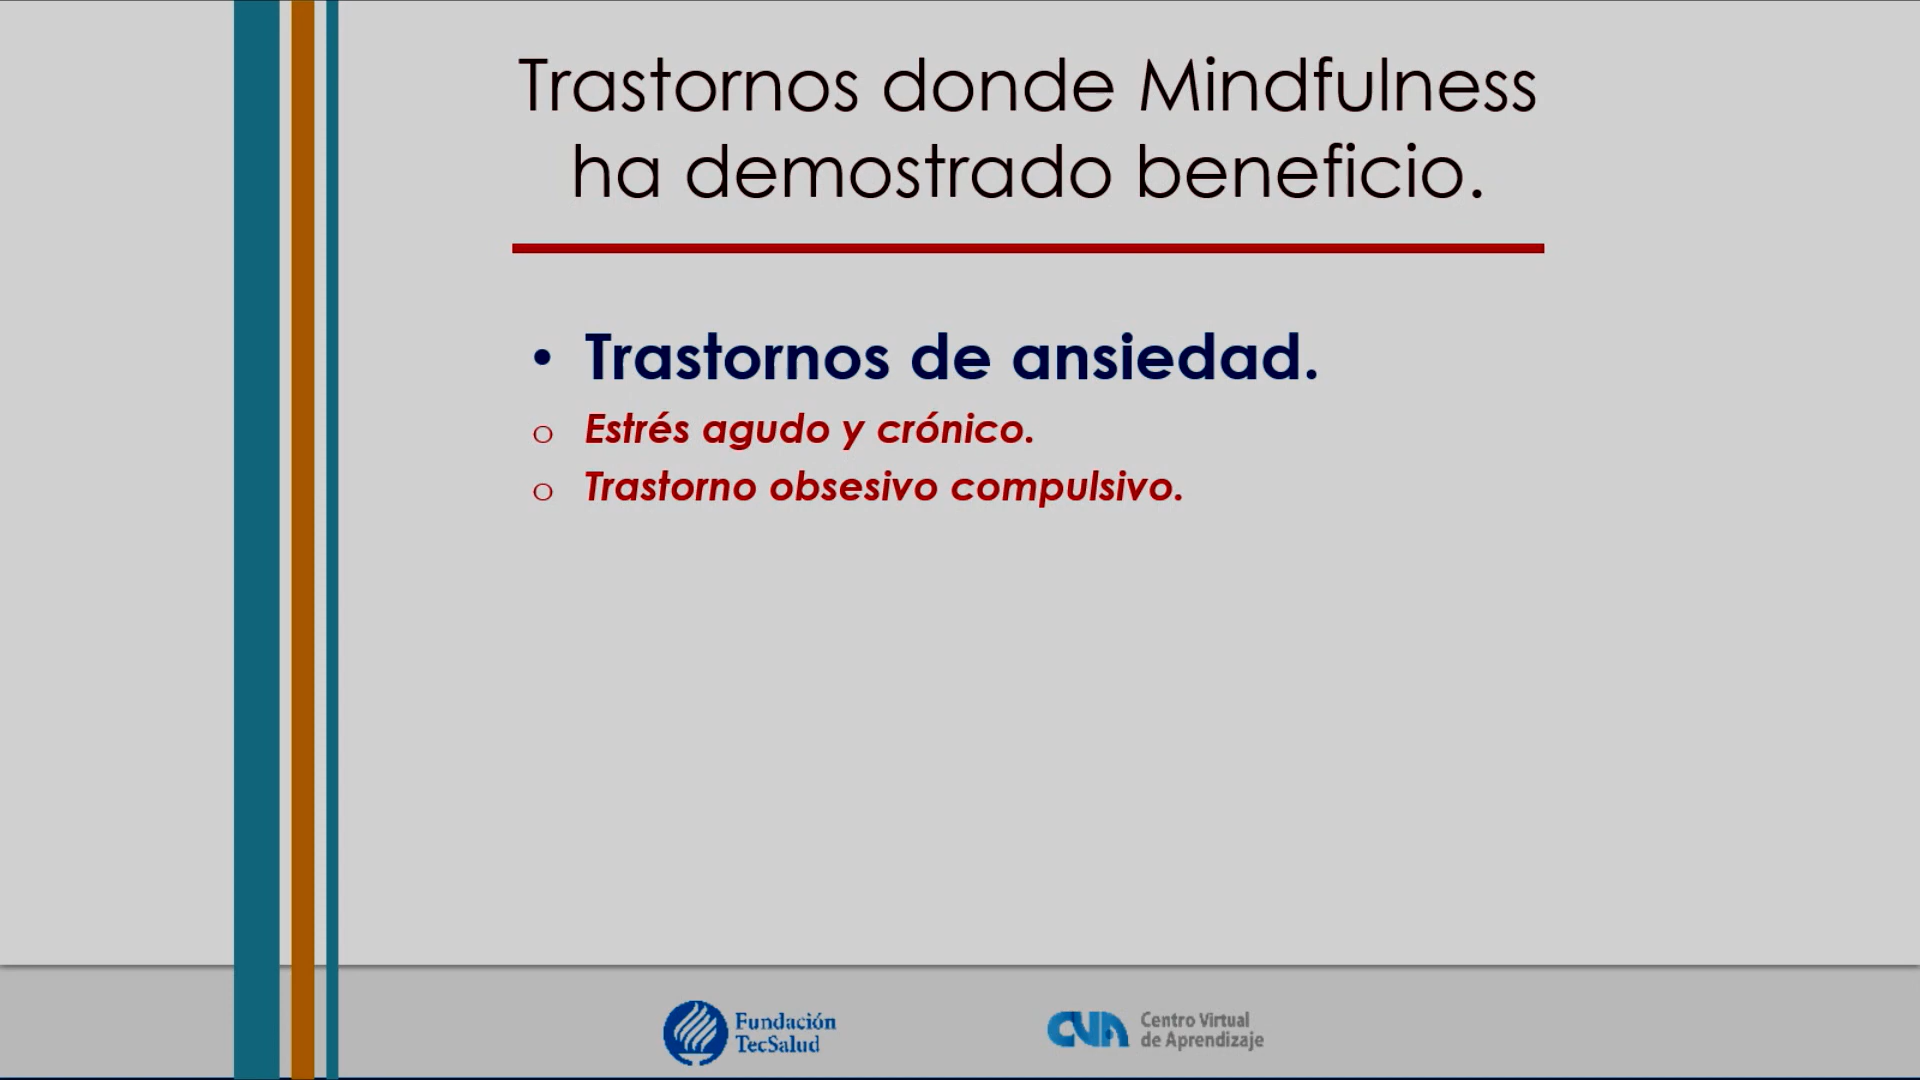 Trastornos donde Mindfulness
ha demostrado beneficio.
• Trastornos de ansiedad.
o Estrés agudo y crónico.
o Trastorno obsesivo compulsivo.
Fundación
TecSalud
CVA
Centro Virtual
de Aprendizaje